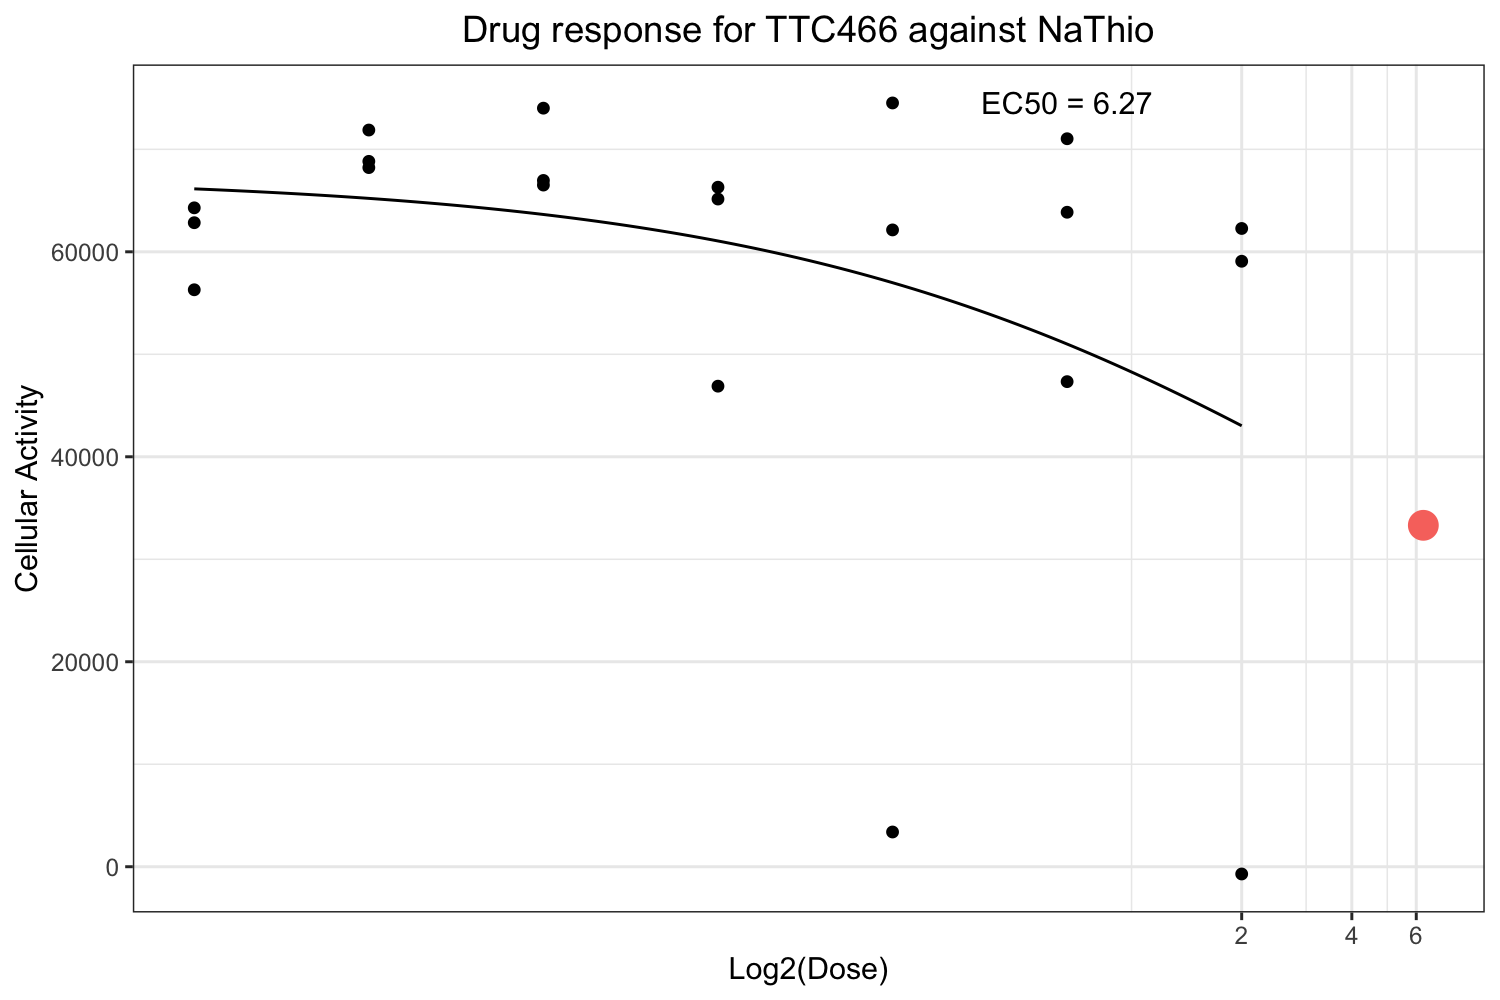 Drug response for TTC466 against NaThio
EC50 = 6.27
Cellular Activity
60000
40000
20000
0
2 4 6
Log2(Dose)